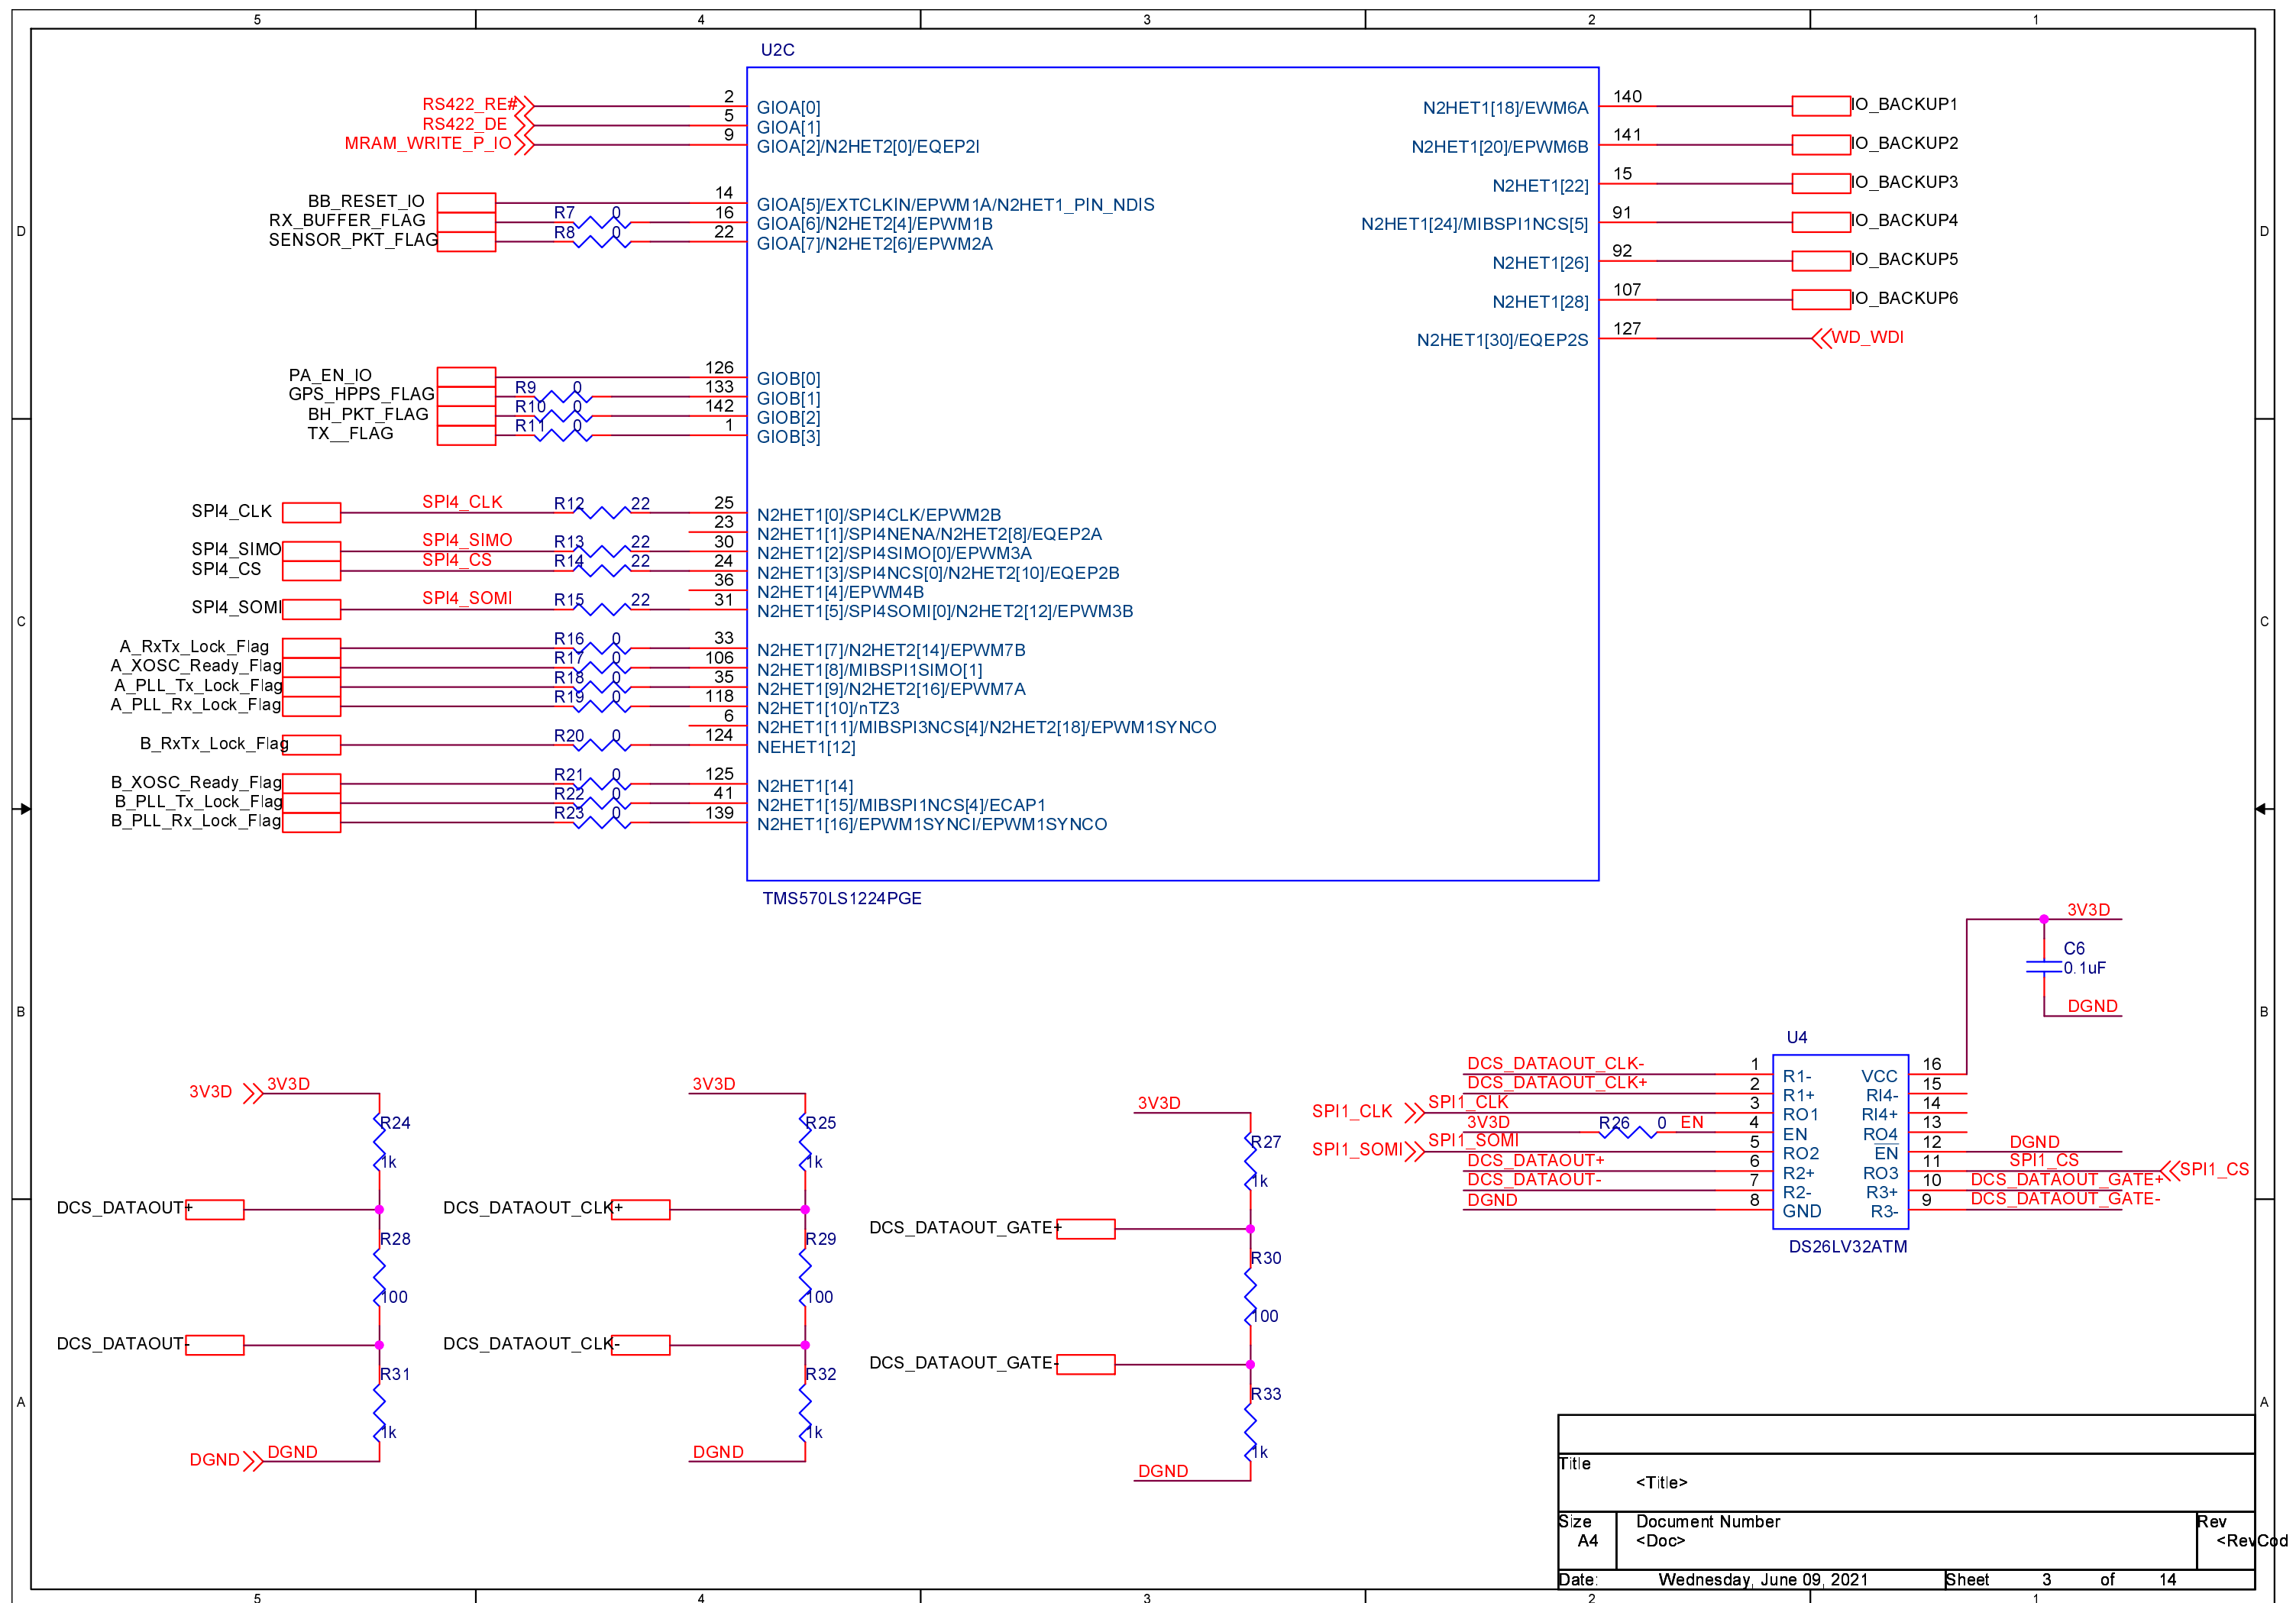 5 4 3 2 1
U2C
RS422_RE# 2 GIOA[0]
RS422_DE 5 GIOA[1]
MRAM_WRITE_P_IO 9 GIOA[2]/N2HET2[0]/EQEP2I
BB_RESET_IO 14 GIOA[5]/EXTCLKIN/EPWM1A/N2HET1_PIN_NDIS
RX_BUFFER_FLAG R7 0 16 GIOA[6]/N2HET2[4]/EPWM1B
SENSOR_PKT_FLAG R8 0 22 GIOA[7]/N2HET2[6]/EPWM2A
PA_EN_IO 126 GIOB[0]
GPS_HPPS_FLAG R9 0 133 GIOB[1]
BH_PKT_FLAG R10 0 142 GIOB[2]
TX__FLAG R11 0 1 GIOB[3]
SPI4_CLK SPI4_CLK R12 22 25 N2HET1[0]/SPI4CLK/EPWM2B
23 N2HET1[1]/SPI4NENA/N2HET2[8]/EQEP2A
SPI4_SIMO SPI4_SIMO R13 22 30 N2HET1[2]/SPI4SIMO[0]/EPWM3A
SPI4_CS SPI4_CS R14 22 24 N2HET1[3]/SPI4NCS[0]/N2HET2[10]/EQEP2B
36 N2HET1[4]/EPWM4B
SPI4_SOMI SPI4_SOMI R15 22 31 N2HET1[5]/SPI4SOMI[0]/N2HET2[12]/EPWM3B
A_RxTx_Lock_Flag R16 0 33 N2HET1[7]/N2HET2[14]/EPWM7B
A_XOSC_Ready_Flag R17 0 106 N2HET1[8]/MIBSPI1SIMO[1]
A_PLL_Tx_Lock_Flag R18 0 35 N2HET1[9]/N2HET2[16]/EPWM7A
A_PLL_Rx_Lock_Flag R19 0 118 N2HET1[10]/nTZ3
6 N2HET1[11]/MIBSPI3NCS[4]/N2HET2[18]/EPWM1SYNCO
B_RxTx_Lock_Flag R20 0 124 NEHET1[12]
B_XOSC_Ready_Flag R21 0 125 N2HET1[14]
B_PLL_Tx_Lock_Flag R22 0 41 N2HET1[15]/MIBSPI1NCS[4]/ECAP1
B_PLL_Rx_Lock_Flag R23 0 139 N2HET1[16]/EPWM1SYNCI/EPWM1SYNCO
N2HET1[18]/EWM6A 140 IO_BACKUP1
N2HET1[20]/EPWM6B 141 IO_BACKUP2
N2HET1[22] 15 IO_BACKUP3
N2HET1[24]/MIBSPI1NCS[5] 91 IO_BACKUP4
N2HET1[26] 92 IO_BACKUP5
N2HET1[28] 107 IO_BACKUP6
N2HET1[30]/EQEP2S 127 WD_WDI
TMS570LS1224PGE
D D
C C
B B
A A
3V3D
C6
0.1uF
DGND
U4
DCS_DATAOUT_CLK- 1 R1- VCC 16
DCS_DATAOUT_CLK+ 2 R1+ RI4- 15
SPI1_CLK SPI1_CLK 3 RO1 RI4+ 14
3V3D R26 0 EN 4 EN RO4 13
SPI1_SOMI SPI1_SOMI 5 RO2 EN 12 DGND
DCS_DATAOUT+ 6 R2+ RO3 11 SPI1_CS SPI1_CS
DCS_DATAOUT- 7 R2- R3+ 10 DCS_DATAOUT_GATE+
DGND 8 GND R3- 9 DCS_DATAOUT_GATE-
DS26LV32ATM
3V3D 3V3D
R24
1k
DCS_DATAOUT+
R28
100
DCS_DATAOUT-
R31
1k
DGND DGND
3V3D
R25
1k
DCS_DATAOUT_CLK+
R29
100
DCS_DATAOUT_CLK-
R32
1k
DGND
3V3D
R27
1k
DCS_DATAOUT_GATE+
R30
100
DCS_DATAOUT_GATE-
R33
1k
DGND
Title
<Title>
Size Document Number Rev
A4 <Doc> <RevCod
Date: Wednesday, June 09, 2021 Sheet 3 of 14
5 4 3 2 1